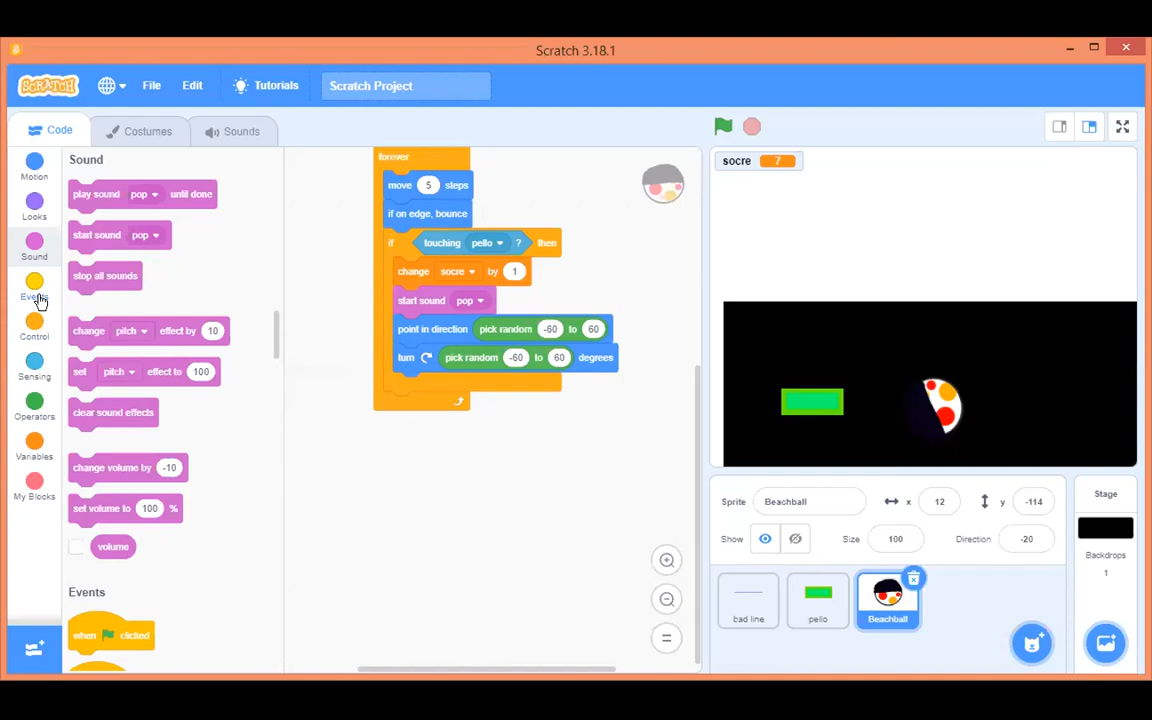 Scratch 3.18.1
SCRATCH File Edit Tutorials Scratch Project
Code Costumes Sounds
Motion
Looks
Sound
Events
Control
Sensing
Operators
Variables
My Blocks
Sound
play sound pop until done
start sound pop
stop all sounds
change pitch effect by 10
set pitch effect to 100
clear sound effects
change volume by -10
set volume to 100 %
volume
Events
when clicked
forever
move 5 steps
if on edge, bounce
if touching pello ? then
change socre by 1
start sound pop
point in direction pick random -60 to 60
turn pick random -60 to 60 degrees
socre 7
Sprite Beachball x 12 y -114
Show Size 100 Direction -20
bad line
pello
Beachball
Stage
Backdrops
1